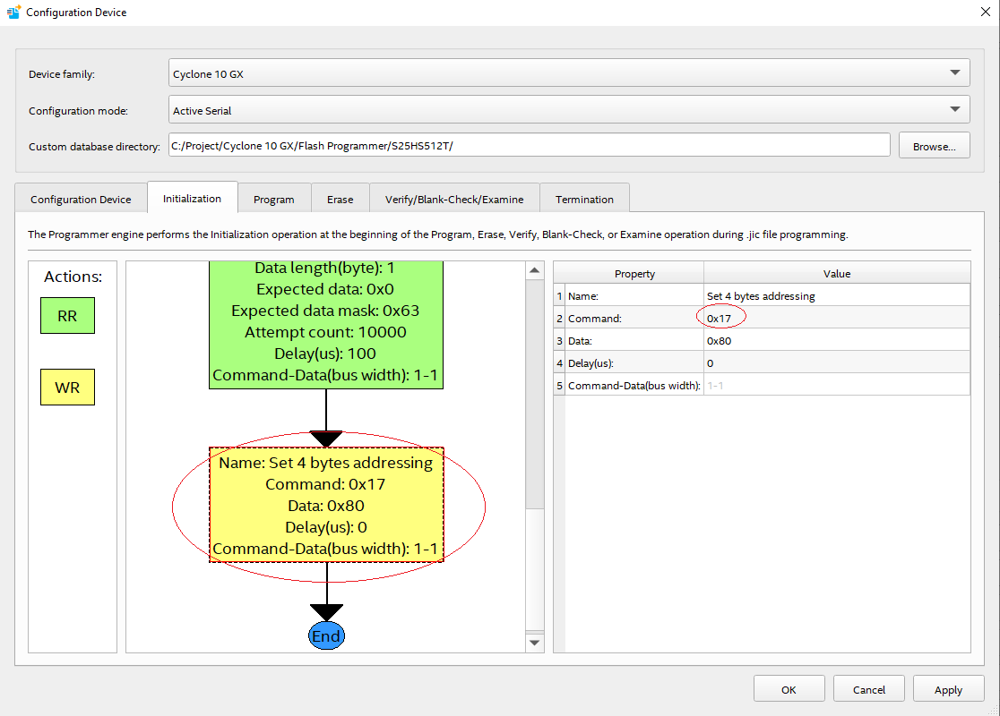 Configuration Device
Device family:
Cyclone 10 GX
Configuration mode:
Active Serial
Custom database directory:
C:/Project/Cyclone 10 GX/Flash Programmer/S25HS512T/
Browse...
Configuration Device
Initialization
Program
Erase
Verify/Blank-Check/Examine
Termination
The Programmer engine performs the Initialization operation at the beginning of the Program, Erase, Verify, Blank-Check, or Examine operation during .jic file programming.
Actions:
RR
WR
Data length(byte): 1
Expected data: 0x0
Expected data mask: 0x63
Attempt count: 10000
Delay(us): 100
Command-Data(bus width): 1-1
Name: Set 4 bytes addressing
Command: 0x17
Data: 0x80
Delay(us): 0
Command-Data(bus width): 1-1
End
Property Value
1 Name: Set 4 bytes addressing
2 Command: 0x17
3 Data: 0x80
4 Delay(us): 0
5 Command-Data(bus width): 1-1
OK
Cancel
Apply